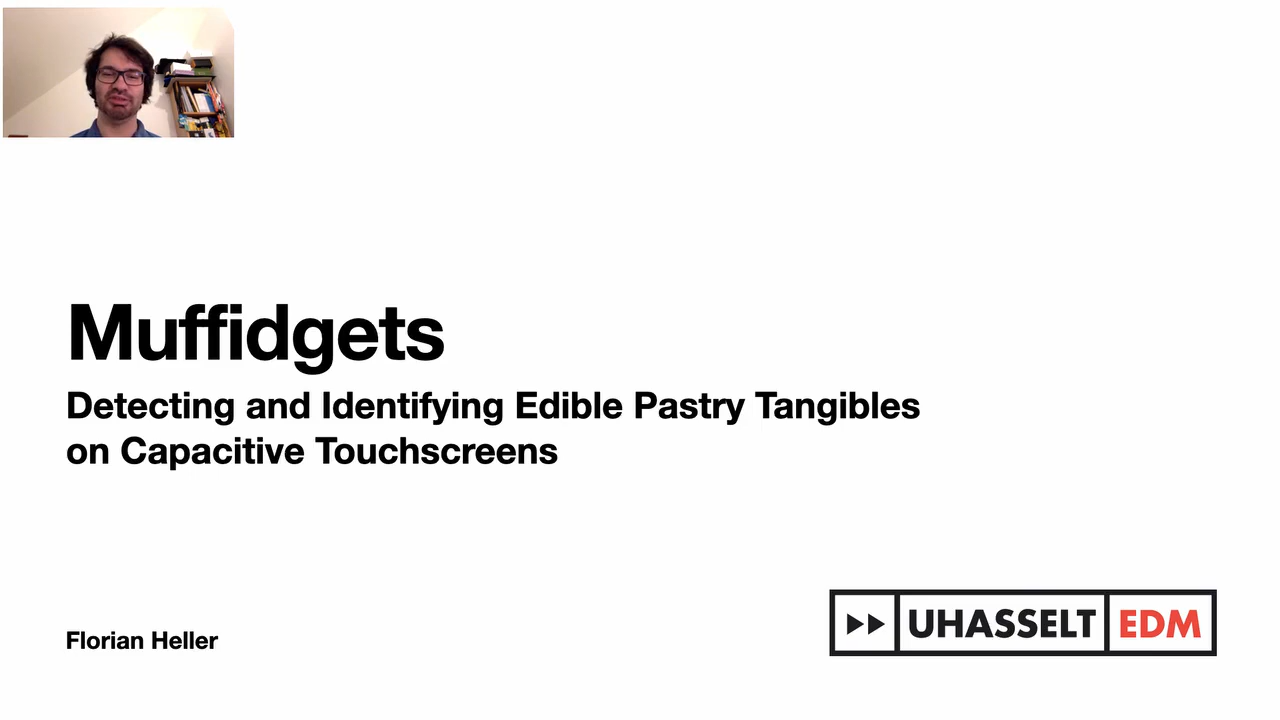 Muffidgets
Detecting and Identifying Edible Pastry Tangibles
on Capacitive Touchscreens
Florian Heller
UHASSELT EDM